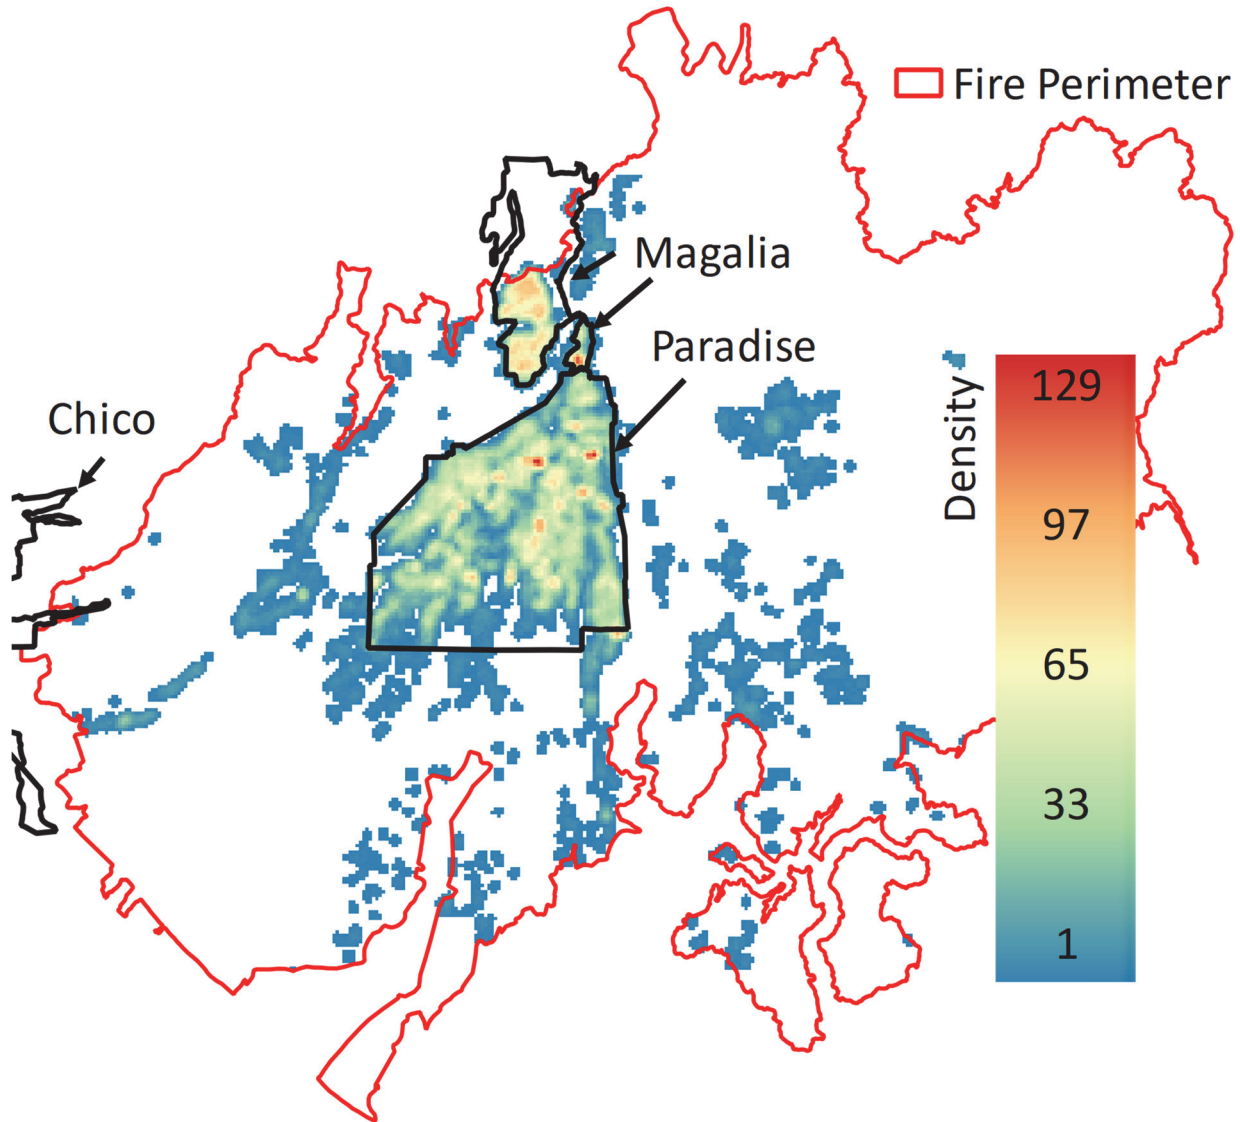 Fire Perimeter
Magalia
Paradise
Chico
Density
129
97
65
33
1